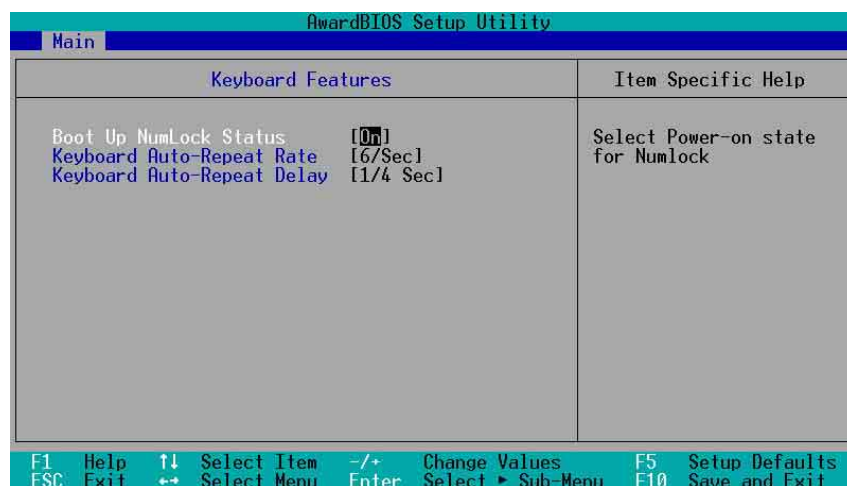 AwardBIOS Setup Utility
Main
Keyboard Features
Item Specific Help
Boot Up NumLock Status [On]
Keyboard Auto-Repeat Rate [6/Sec]
Keyboard Auto-Repeat Delay [1/4 Sec]
Select Power-on state
for Numlock
F1 Help ↑↓ Select Item -/+ Change Values F5 Setup Defaults
ESC Exit ←→ Select Menu Enter Select ► Sub-Menu F10 Save and Exit